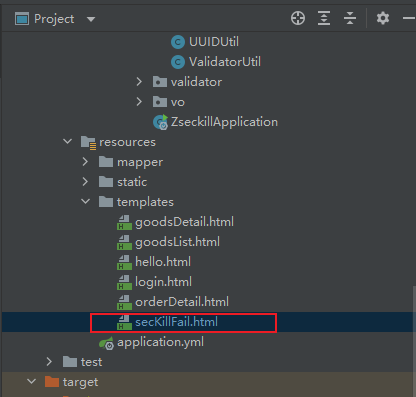 Project
UUIDUtil
ValidatorUtil
validator
vo
ZseckillApplication
resources
mapper
static
templates
goodsDetail.html
goodsList.html
hello.html
login.html
orderDetail.html
secKillFail.html
application.yml
test
target